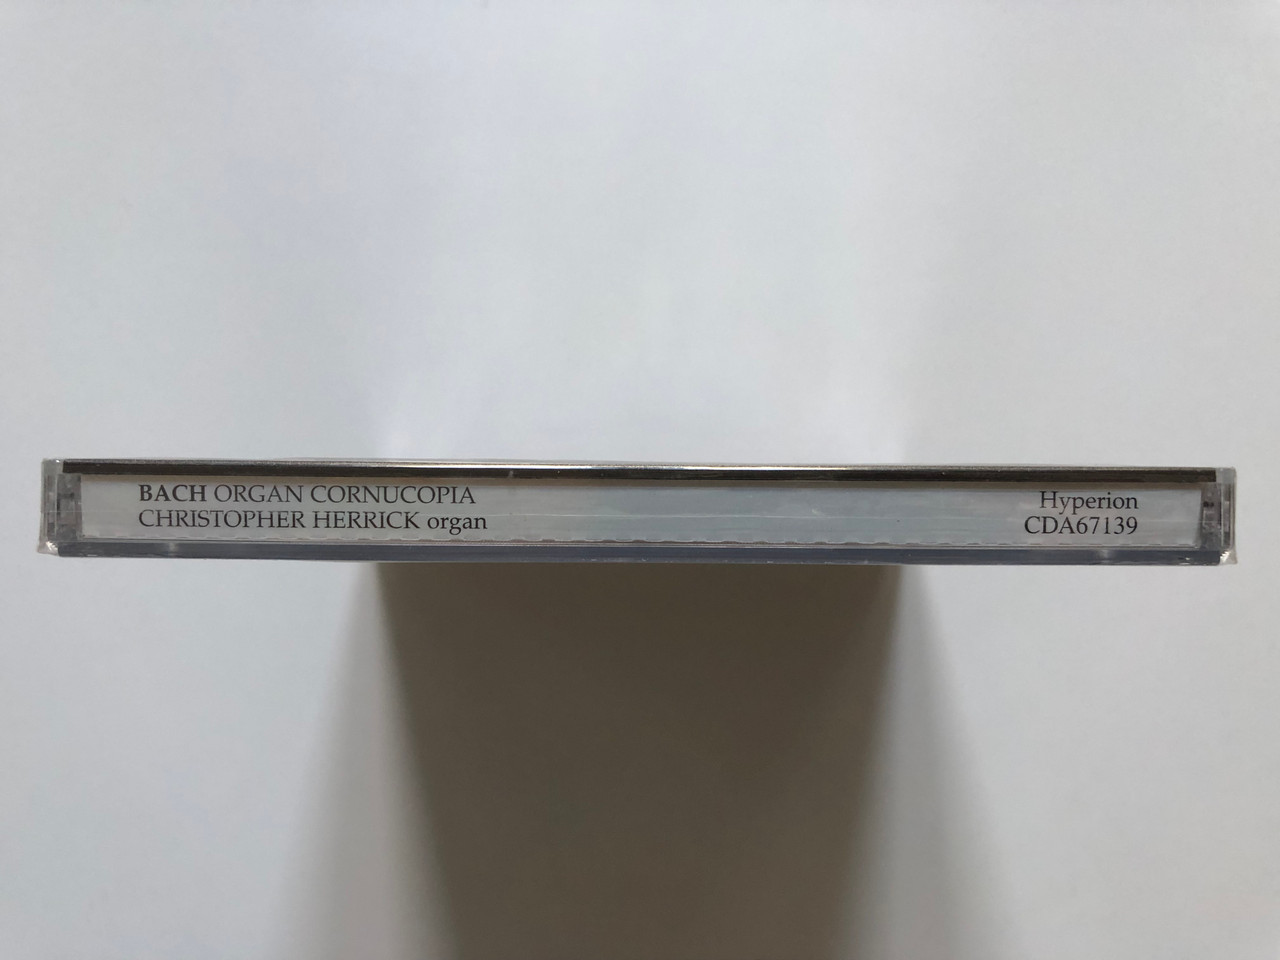 BACH ORGAN CORNUCOPIA
CHRISTOPHER HERRICK organ
Hyperion
CDA67139